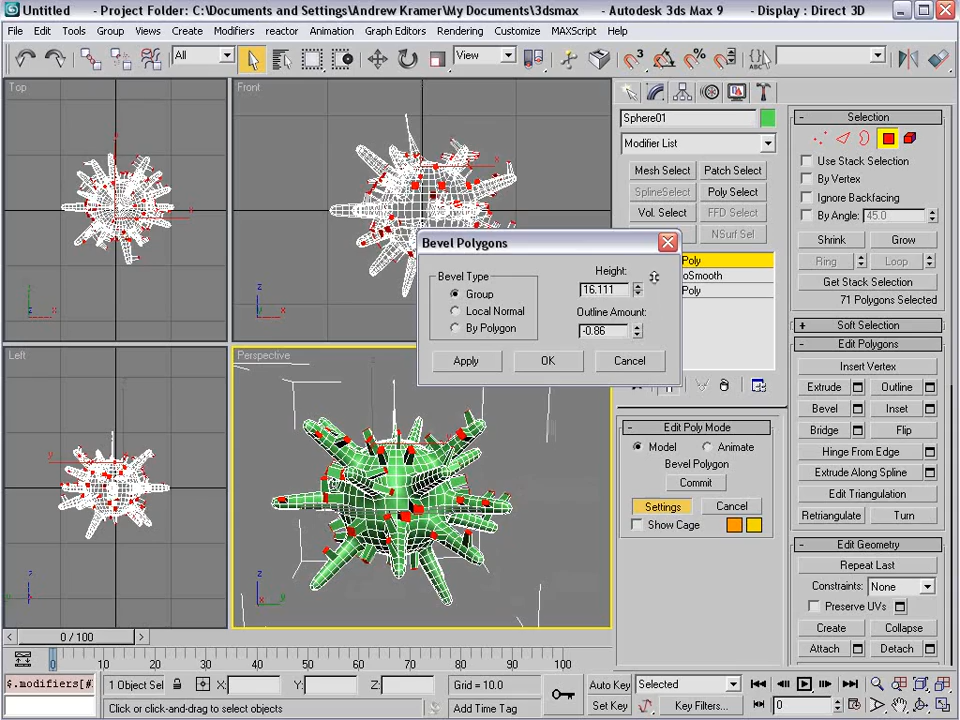 Untitled - Project Folder: C:\Documents and Settings\Andrew Kramer\My Documents\3dsmax - Autodesk 3ds Max 9 - Display : Direct 3D
File Edit Tools Group Views Create Modifiers reactor Animation Graph Editors Rendering Customize MAXScript Help
All View
Top
Front
Left
Perspective
Sphere01
Modifier List
Mesh Select Patch Select
SplineSelect Poly Select
Vol. Select FFD Select
NSurf Sel
Poly
oSmooth
Poly
Bevel Polygons
Bevel Type
Group
Local Normal
By Polygon
Height:
16.111
Outline Amount:
-0.86
Apply OK Cancel
- Edit Poly Mode
Model Animate
Bevel Polygon
Commit
Settings Cancel
Show Cage
- Selection
Use Stack Selection
By Vertex
Ignore Backfacing
By Angle: 45.0
Shrink Grow
Ring Loop
Get Stack Selection
71 Polygons Selected
+ Soft Selection
- Edit Polygons
Insert Vertex
Extrude Outline
Bevel Inset
Bridge Flip
Hinge From Edge
Extrude Along Spline
Edit Triangulation
Retriangulate Turn
- Edit Geometry
Repeat Last
Constraints: None
Preserve UVs
Create Collapse
Attach Detach
< 0 / 100 >
0 10 20 30 40 50 60 70 80 90 100
$.modifiers[#
1 Object Sel X: Y: Z: Grid = 10.0
Click or click-and-drag to select objects Add Time Tag
Auto Key Selected
Set Key Key Filters...
0